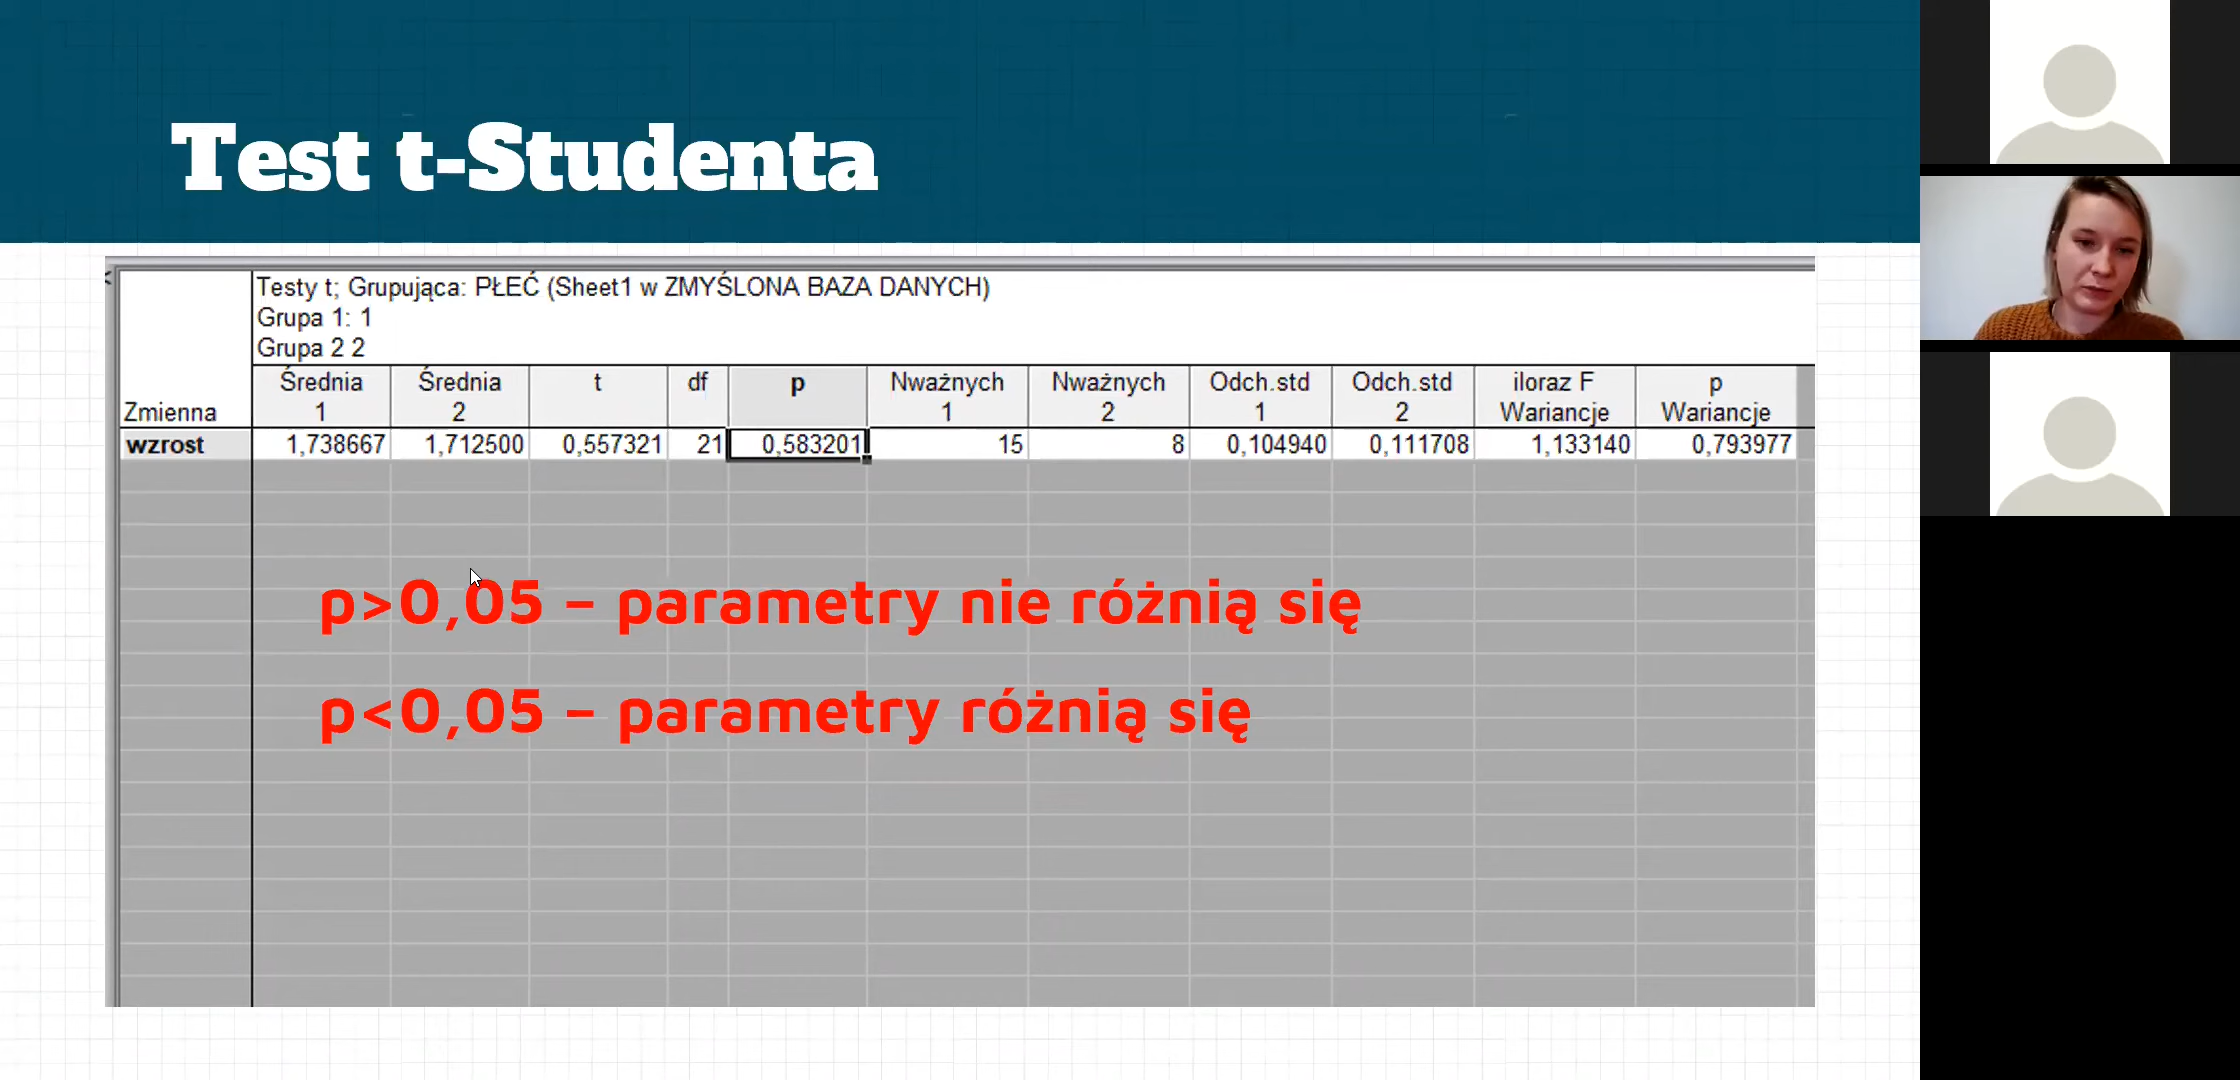 Test t-Studenta
Testy t; Grupująca: PŁEĆ (Sheet1 w ZMYŚLONA BAZA DANYCH)
Grupa 1: 1
Grupa 2 2
Średnia Średnia t df p Nważnych Nważnych Odch.std Odch.std iloraz F p
Zmienna 1 2 1 2 1 2 Wariancje Wariancje
wzrost 1,738667 1,712500 0,557321 21 0,583201 15 8 0,104940 0,111708 1,133140 0,793977
p>0,05 – parametry nie różnią się
p<0,05 – parametry różnią się